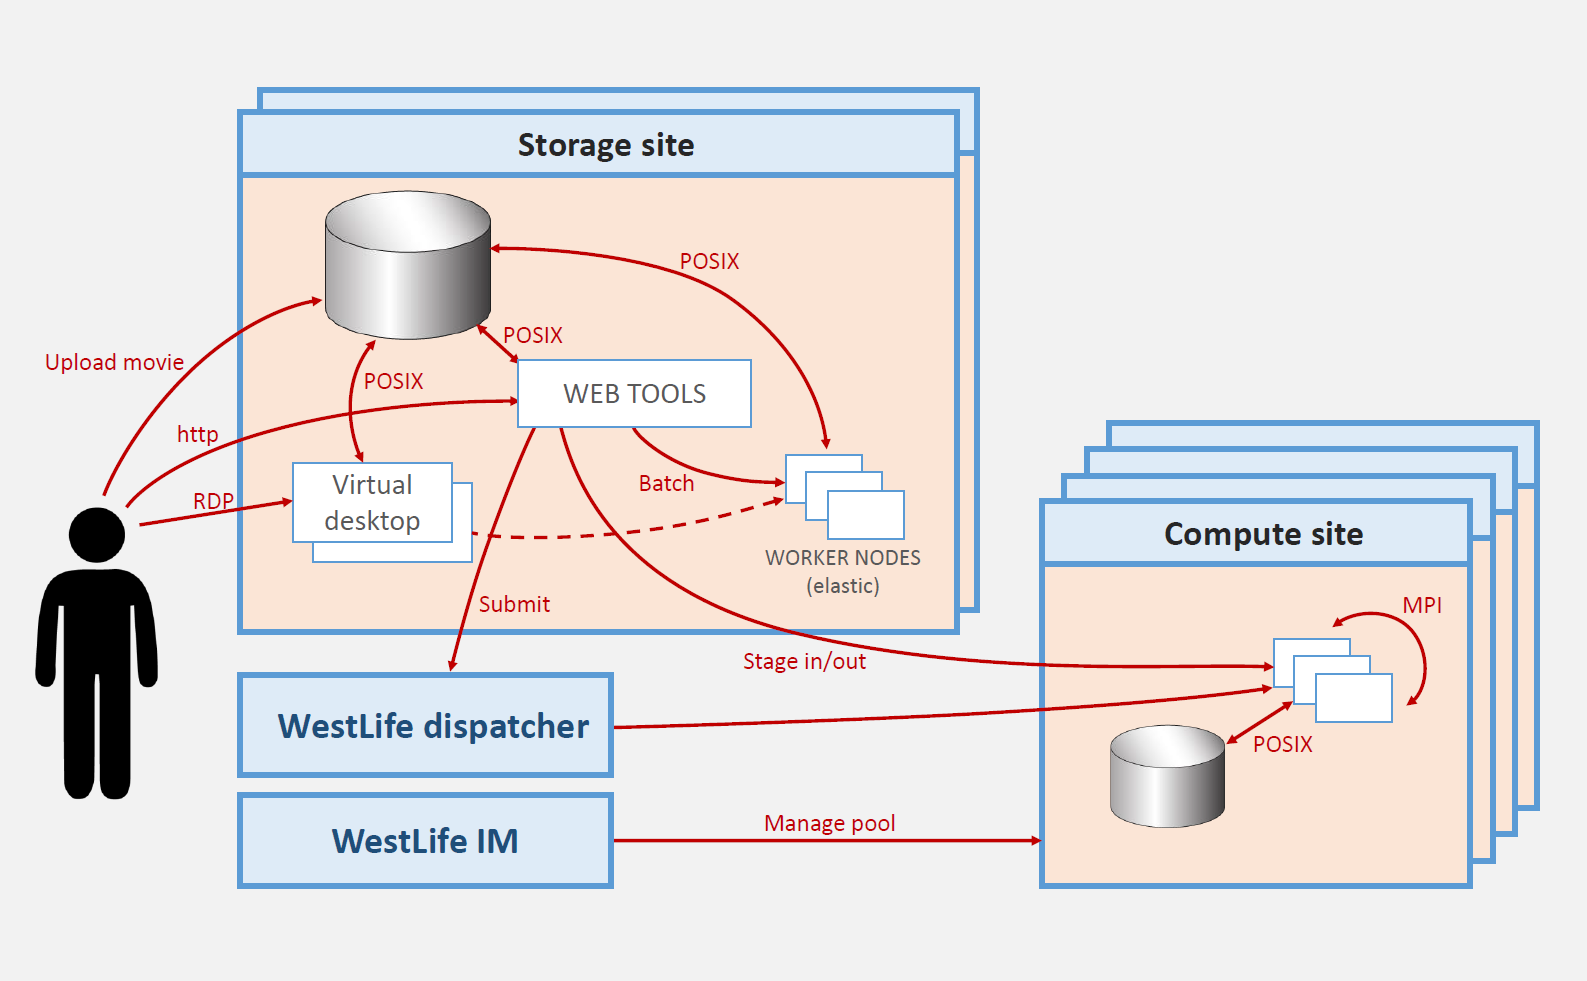 Storage site
POSIX
POSIX
Upload movie
POSIX
WEB TOOLS
http
Batch
Virtual
desktop
RDP
WORKER NODES
(elastic)
Compute site
Submit
MPI
Stage in/out
WestLife dispatcher
POSIX
Manage pool
WestLife IM